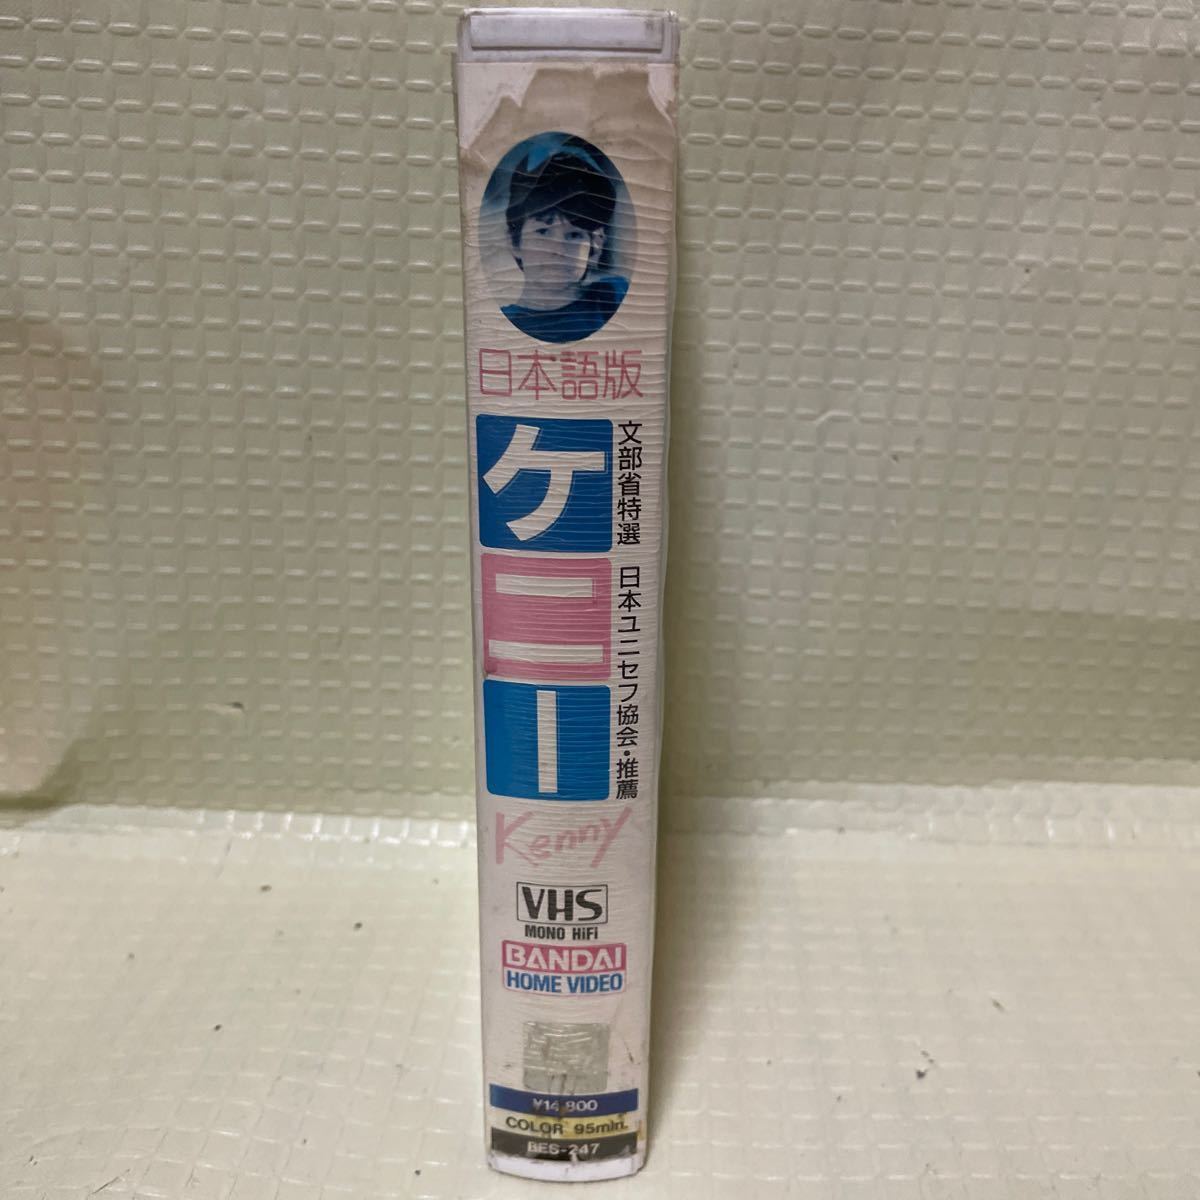 日本語版
ケニー
文部省特選 日本ユニセフ協会・推薦
Kenny
VHS
MONO HiFi
BANDAI
HOME VIDEO
¥14,800
COLOR 95min.
BES-247